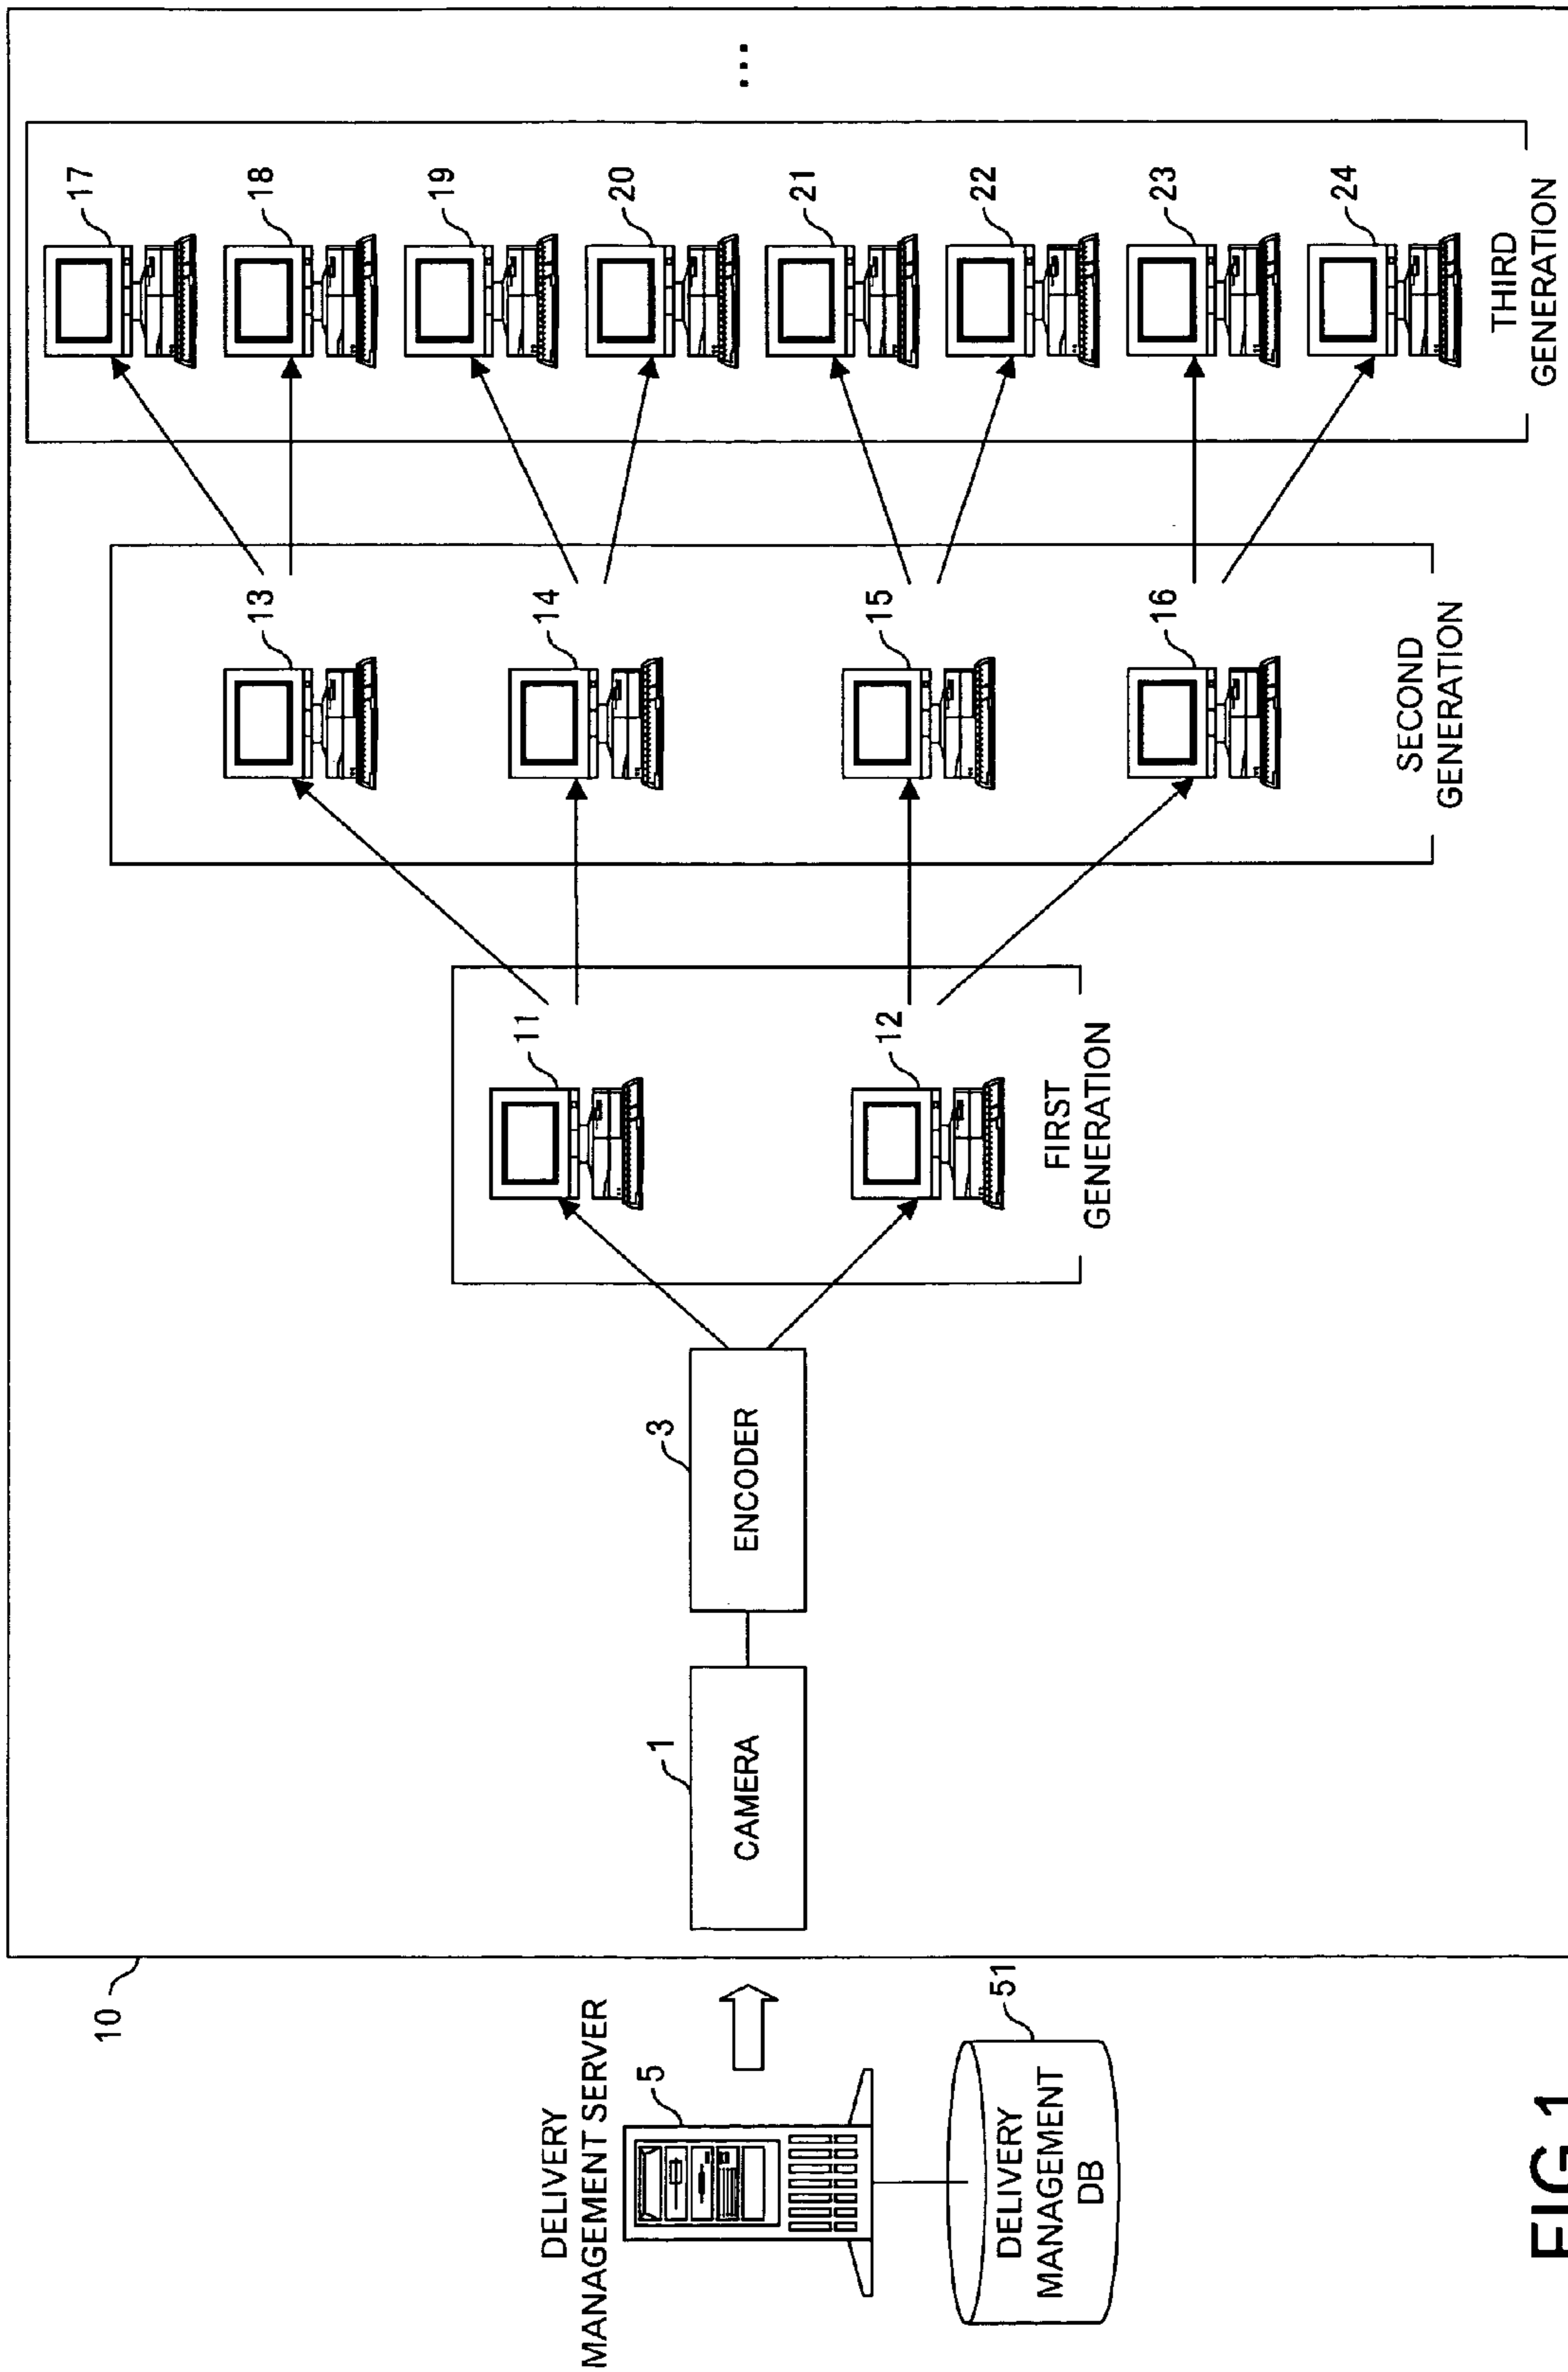 10
DELIVERY
MANAGEMENT SERVER
5
DELIVERY
MANAGEMENT
DB
51
1
CAMERA
3
ENCODER
11
12
FIRST
GENERATION
13
14
15
16
SECOND
GENERATION
17
18
19
20
21
22
23
24
THIRD
GENERATION
...
FIG.1